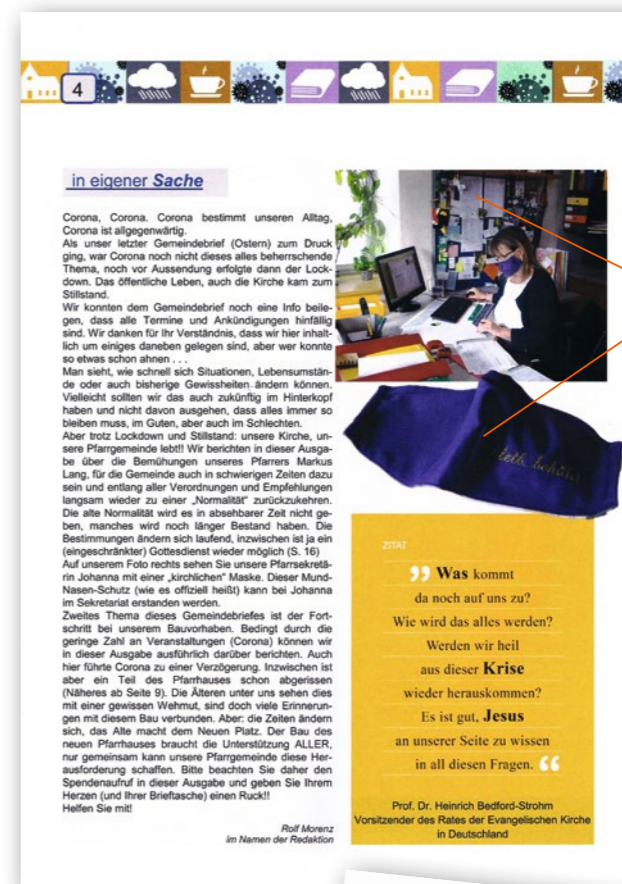 4
in eigener Sache
Corona, Corona. Corona bestimmt unseren Alltag,
Corona ist allgegenwärtig.
Als unser letzter Gemeindebrief (Ostern) zum Druck
ging, war Corona noch nicht dieses alles beherrschende
Thema, noch vor Aussendung erfolgte dann der Lock-
down. Das öffentliche Leben, auch die Kirche kam zum
Stillstand.
Wir konnten dem Gemeindebrief noch eine Info beile-
gen, dass alle Termine und Ankündigungen hinfällig
sind. Wir danken für Ihr Verständnis, dass wir hier inhalt-
lich um einiges daneben gelegen sind, aber wer konnte
so etwas schon ahnen . . .
Man sieht, wie schnell sich Situationen, Lebensumstän-
de oder auch bisherige Gewissheiten ändern können.
Vielleicht sollten wir das auch zukünftig im Hinterkopf
haben und nicht davon ausgehen, dass alles immer so
bleiben muss, im Guten, aber auch im Schlechten.
Aber trotz Lockdown und Stillstand: unsere Kirche, un-
sere Pfarrgemeinde lebt!! Wir berichten in dieser Ausga-
be über die Bemühungen unseres Pfarrers Markus
Lang, für die Gemeinde auch in schwierigen Zeiten dazu
sein und entlang aller Verordnungen und Empfehlungen
langsam wieder zu einer „Normalität" zurückzukehren.
Die alte Normalität wird es in absehbarer Zeit nicht ge-
ben, manches wird noch länger Bestand haben. Die
Bestimmungen ändern sich laufend, inzwischen ist ja ein
(eingeschränkter) Gottesdienst wieder möglich (S. 16)
Auf unserem Foto rechts sehen Sie unsere Pfarrsekretä-
rin Johanna mit einer „kirchlichen" Maske. Dieser Mund-
Nasen-Schutz (wie es offiziell heißt) kann bei Johanna
im Sekretariat erstanden werden.
Zweites Thema dieses Gemeindebriefes ist der Fort-
schritt bei unserem Bauvorhaben. Bedingt durch die
geringe Zahl an Veranstaltungen (Corona) können wir
in dieser Ausgabe ausführlich darüber berichten. Auch
hier führte Corona zu einer Verzögerung. Inzwischen ist
aber ein Teil des Pfarrhauses schon abgerissen
(Näheres ab Seite 9). Die Älteren unter uns sehen dies
mit einer gewissen Wehmut, sind doch viele Erinnerun-
gen mit diesem Bau verbunden. Aber: die Zeiten ändern
sich, das Alte macht dem Neuen Platz. Der Bau des
neuen Pfarrhauses braucht die Unterstützung ALLER,
nur gemeinsam kann unsere Pfarrgemeinde diese Her-
ausforderung schaffen. Bitte beachten Sie daher den
Spendenaufruf in dieser Ausgabe und geben Sie Ihrem
Herzen (und Ihrer Brieftasche) einen Ruck!!
Helfen Sie mit!
Rolf Morenz
im Namen der Redaktion
bleib behütet
ZITAT
„ Was kommt
da noch auf uns zu?
Wie wird das alles werden?
Werden wir heil
aus dieser Krise
wieder herauskommen?
Es ist gut, Jesus
an unserer Seite zu wissen
in all diesen Fragen. “
Prof. Dr. Heinrich Bedford-Strohm
Vorsitzender des Rates der Evangelischen Kirche
in Deutschland